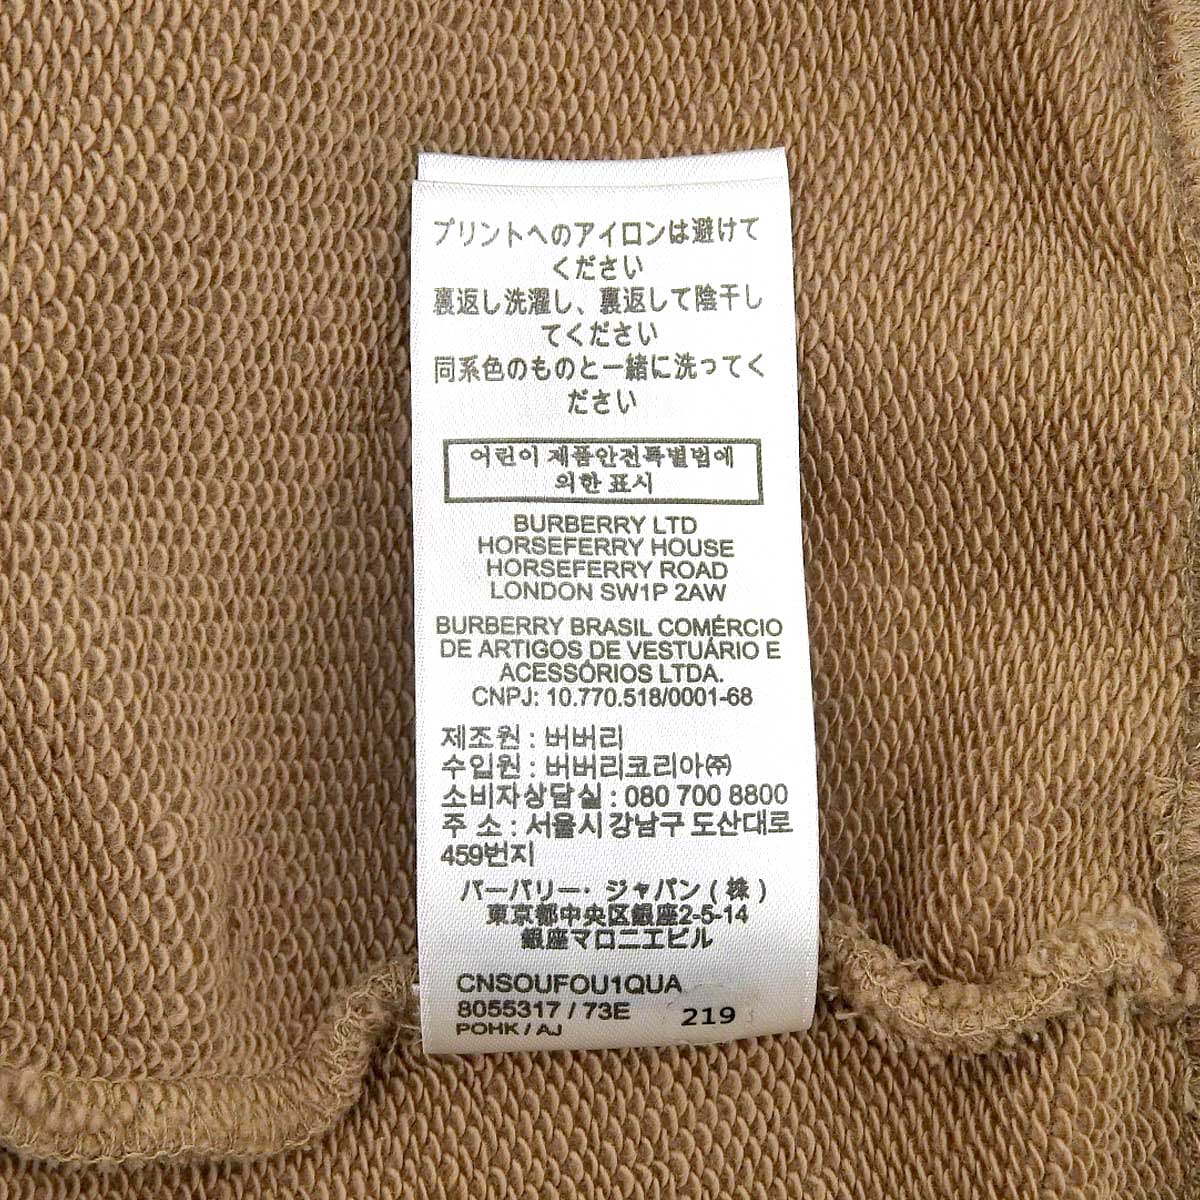 プリントへのアイロンは避けて
ください
裏返し洗濯し、裏返して陰干し
てください
同系色のものと一緒に洗ってく
ださい
어린이 제품안전특별법에
의한 표시
BURBERRY LTD
HORSEFERRY HOUSE
HORSEFERRY ROAD
LONDON SW1P 2AW
BURBERRY BRASIL COMÉRCIO
DE ARTIGOS DE VESTUÁRIO E
ACESSÓRIOS LTDA.
CNPJ: 10.770.518/0001-68
제조원 : 버버리
수입원 : 버버리코리아㈜
소비자상담실 : 080 700 8800
주 소 : 서울시 강남구 도산대로
459번지
バーバリー・ジャパン(株)
東京都中央区銀座2-5-14
銀座マロニエビル
CNSOUFOU1QUA
8055317 / 73E
219
POHK / AJ